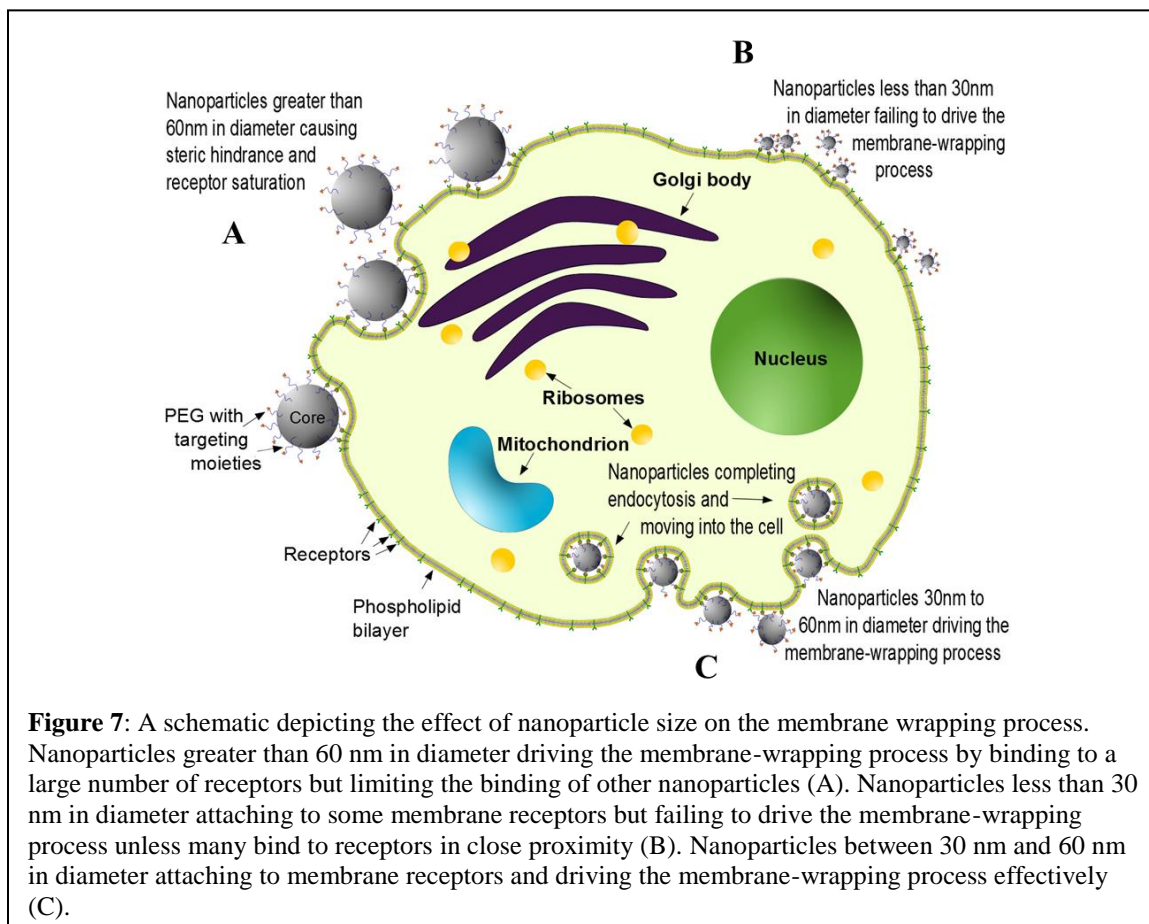 B
Nanoparticles greater than
60nm in diameter causing
steric hindrance and
receptor saturation
Nanoparticles less than 30nm
in diameter failing to drive the
membrane-wrapping
process
A
Golgi body
Nucleus
Ribosomes
Mitochondrion
PEG with
targeting
moieties
Core
Nanoparticles completing
endocytosis and
moving into the cell
Receptors
Phospholipid
bilayer
Nanoparticles 30nm to
60nm in diameter driving the
membrane-wrapping process
C
Figure 7: A schematic depicting the effect of nanoparticle size on the membrane wrapping process.
Nanoparticles greater than 60 nm in diameter driving the membrane-wrapping process by binding to a
large number of receptors but limiting the binding of other nanoparticles (A). Nanoparticles less than 30
nm in diameter attaching to some membrane receptors but failing to drive the membrane-wrapping
process unless many bind to receptors in close proximity (B). Nanoparticles between 30 nm and 60 nm
in diameter attaching to membrane receptors and driving the membrane-wrapping process effectively
(C).